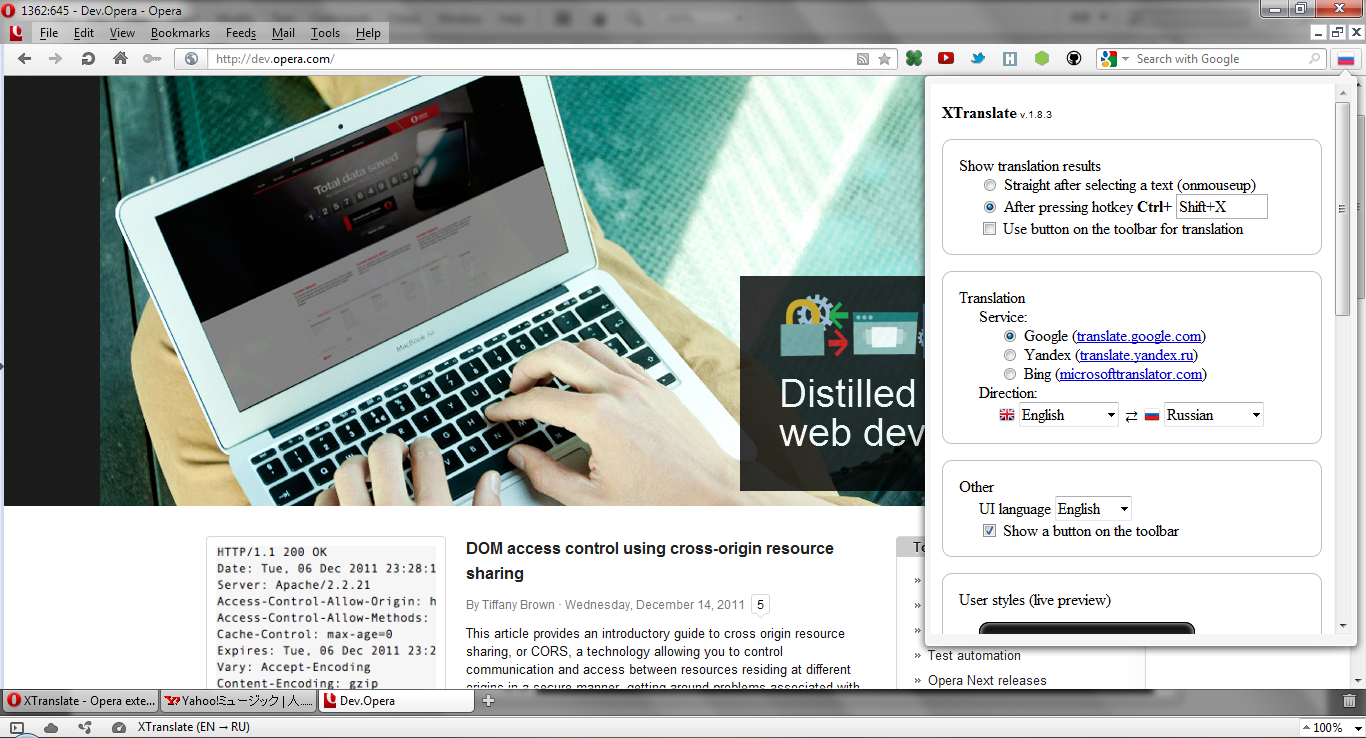 1362:645 - Dev.Opera - Opera
File Edit View Bookmarks Feeds Mail Tools Help
http://dev.opera.com/
Search with Google
Total data saved
MacBook Air
Distilled
web dev
XTranslate v.1.8.3
Show translation results
Straight after selecting a text (onmouseup)
After pressing hotkey Ctrl+ Shift+X
Use button on the toolbar for translation
Translation
Service:
Google (translate.google.com)
Yandex (translate.yandex.ru)
Bing (microsofttranslator.com)
Direction:
English ⇄ Russian
Other
UI language English
Show a button on the toolbar
User styles (live preview)
HTTP/1.1 200 OK
Date: Tue, 06 Dec 2011 23:28:1
Server: Apache/2.2.21
Access-Control-Allow-Origin: h
Access-Control-Allow-Methods:
Cache-Control: max-age=0
Expires: Tue, 06 Dec 2011 23:2
Vary: Accept-Encoding
Content-Encoding: gzip
DOM access control using cross-origin resource
sharing
By Tiffany Brown · Wednesday, December 14, 2011 5
This article provides an introductory guide to cross origin resource
sharing, or CORS, a technology allowing you to control
communication and access between resources residing at different
origins in a secure manner, getting around problems associated with
To
» Test automation
» Opera Next releases
XTranslate - Opera exte...
Yahoo!ミュージック | 人......
Dev.Opera
XTranslate (EN → RU)
100%